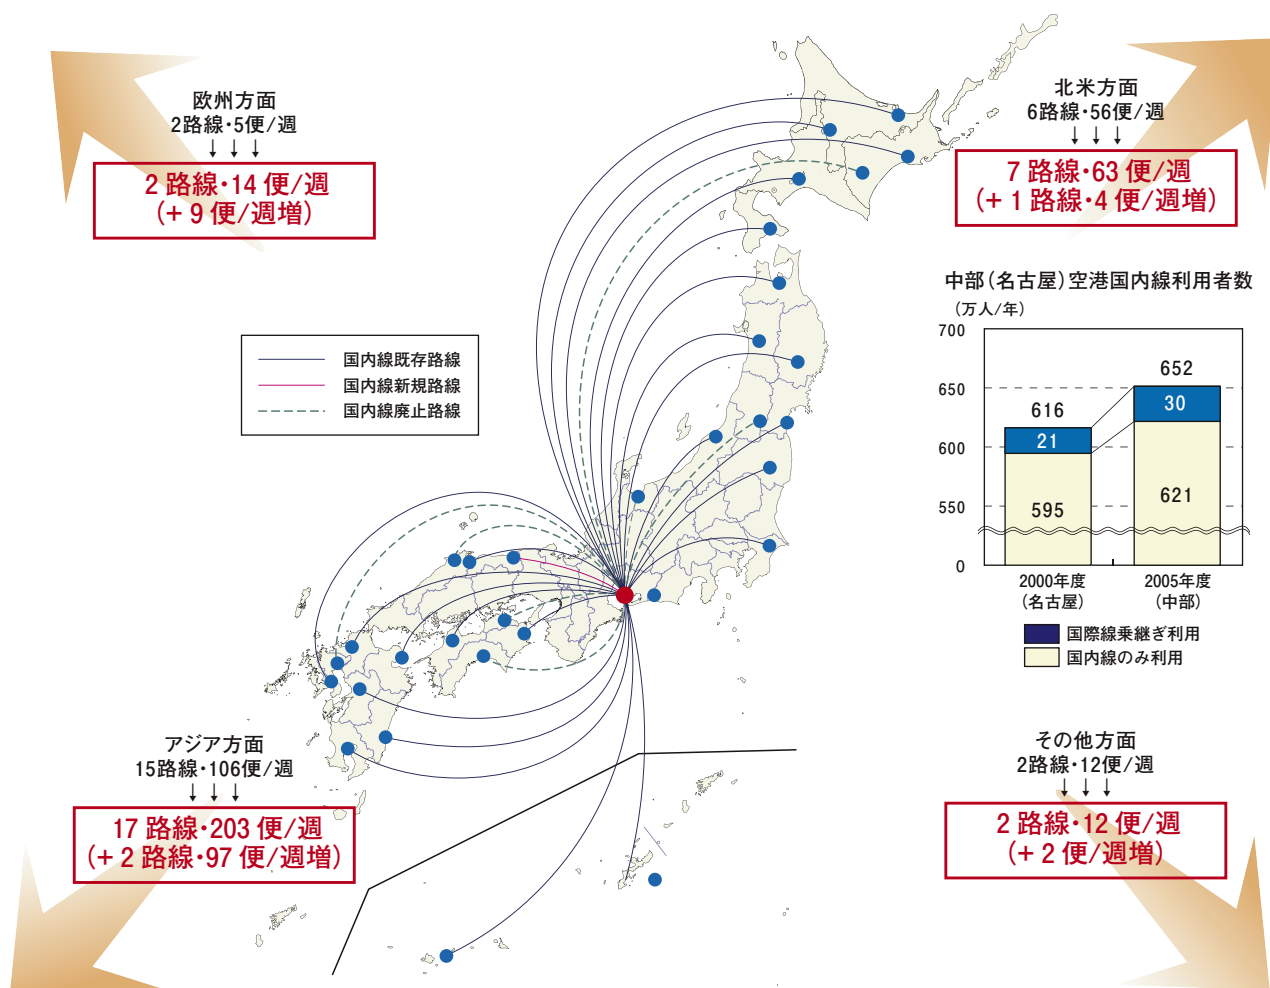 欧州方面
2路線・5便/週
↓ ↓ ↓
2 路線・14 便/週
(+ 9 便/週増)
北米方面
6路線・56便/週
↓ ↓ ↓
7 路線・63 便/週
(+ 1 路線・4 便/週増)
国内線既存路線
国内線新規路線
国内線廃止路線
中部(名古屋)空港国内線利用者数
(万人/年)
700
650
600
550
0
616
21
595
652
30
621
2000年度
(名古屋)
2005年度
(中部)
国際線乗継ぎ利用
国内線のみ利用
アジア方面
15路線・106便/週
↓ ↓ ↓
17 路線・203 便/週
(+ 2 路線・97 便/週増)
その他方面
2路線・12便/週
↓ ↓ ↓
2 路線・12 便/週
(+ 2 便/週増)